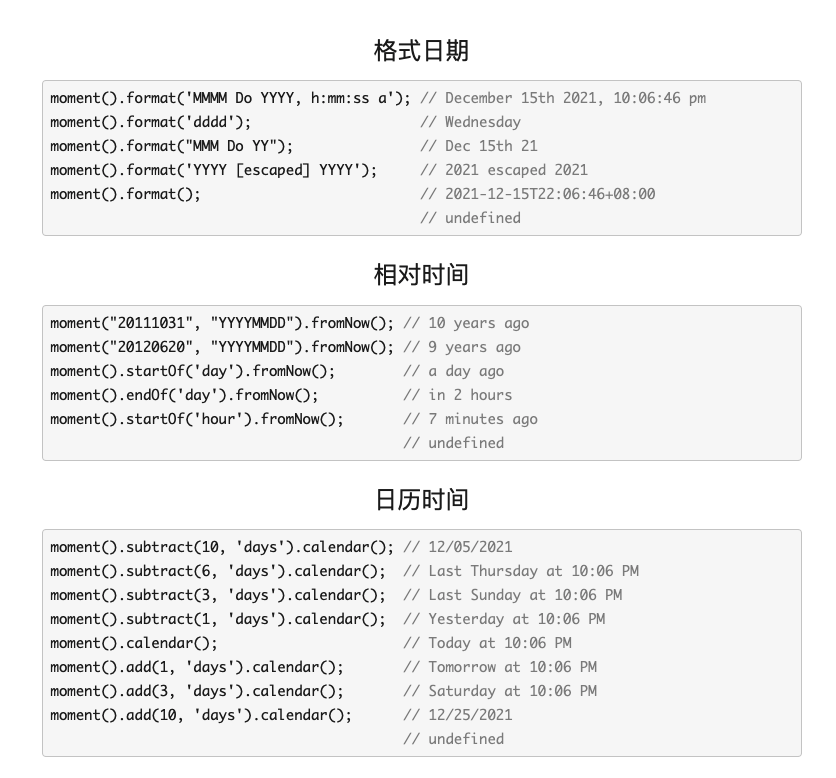 格式日期
moment().format('MMMM Do YYYY, h:mm:ss a'); // December 15th 2021, 10:06:46 pm
moment().format('dddd');                    // Wednesday
moment().format("MMM Do YY");               // Dec 15th 21
moment().format('YYYY [escaped] YYYY');     // 2021 escaped 2021
moment().format();                          // 2021-12-15T22:06:46+08:00
                                            // undefined
相对时间
moment("20111031", "YYYYMMDD").fromNow(); // 10 years ago
moment("20120620", "YYYYMMDD").fromNow(); // 9 years ago
moment().startOf('day').fromNow();        // a day ago
moment().endOf('day').fromNow();          // in 2 hours
moment().startOf('hour').fromNow();       // 7 minutes ago
                                          // undefined
日历时间
moment().subtract(10, 'days').calendar(); // 12/05/2021
moment().subtract(6, 'days').calendar();  // Last Thursday at 10:06 PM
moment().subtract(3, 'days').calendar();  // Last Sunday at 10:06 PM
moment().subtract(1, 'days').calendar();  // Yesterday at 10:06 PM
moment().calendar();                      // Today at 10:06 PM
moment().add(1, 'days').calendar();       // Tomorrow at 10:06 PM
moment().add(3, 'days').calendar();       // Saturday at 10:06 PM
moment().add(10, 'days').calendar();      // 12/25/2021
                                          // undefined